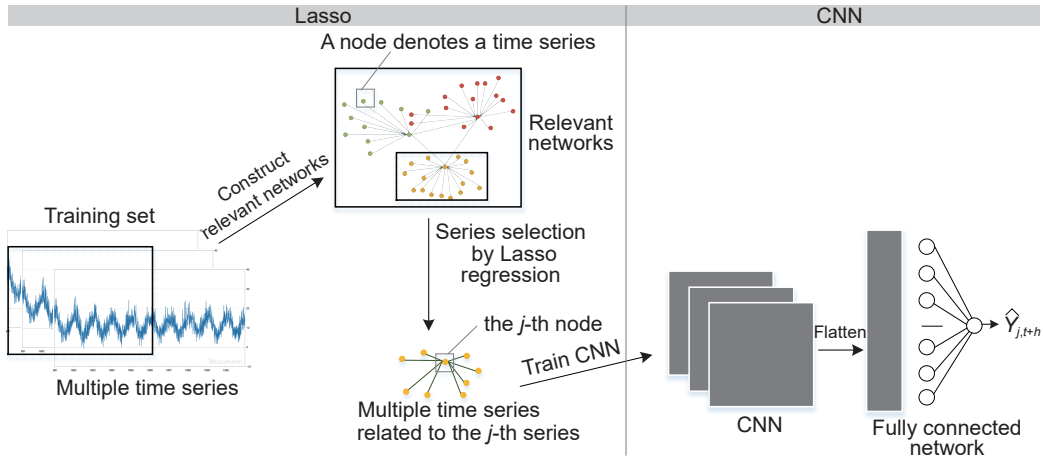 Lasso
CNN
A node denotes a time series
Relevant
networks
Construct
relevant networks
Training set
Multiple time series
Series selection
by Lasso
regression
the j-th node
Train CNN
Multiple time series
related to the j-th series
CNN
Flatten
Fully connected
network
Ŷj,t+h